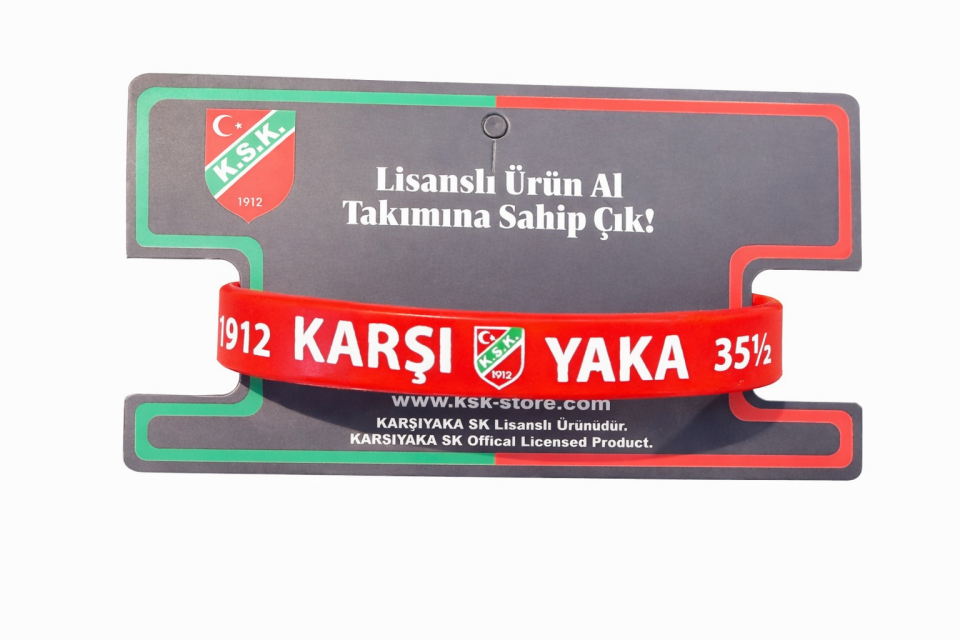 K.S.K.
1912
Lisanslı Ürün Al
Takımına Sahip Çık!
1912 KARŞI K.S.K. 1912 YAKA 35½
www.ksk-store.com
KARŞIYAKA SK Lisanslı Ürünüdür.
KARSIYAKA SK Offical Licensed Product.